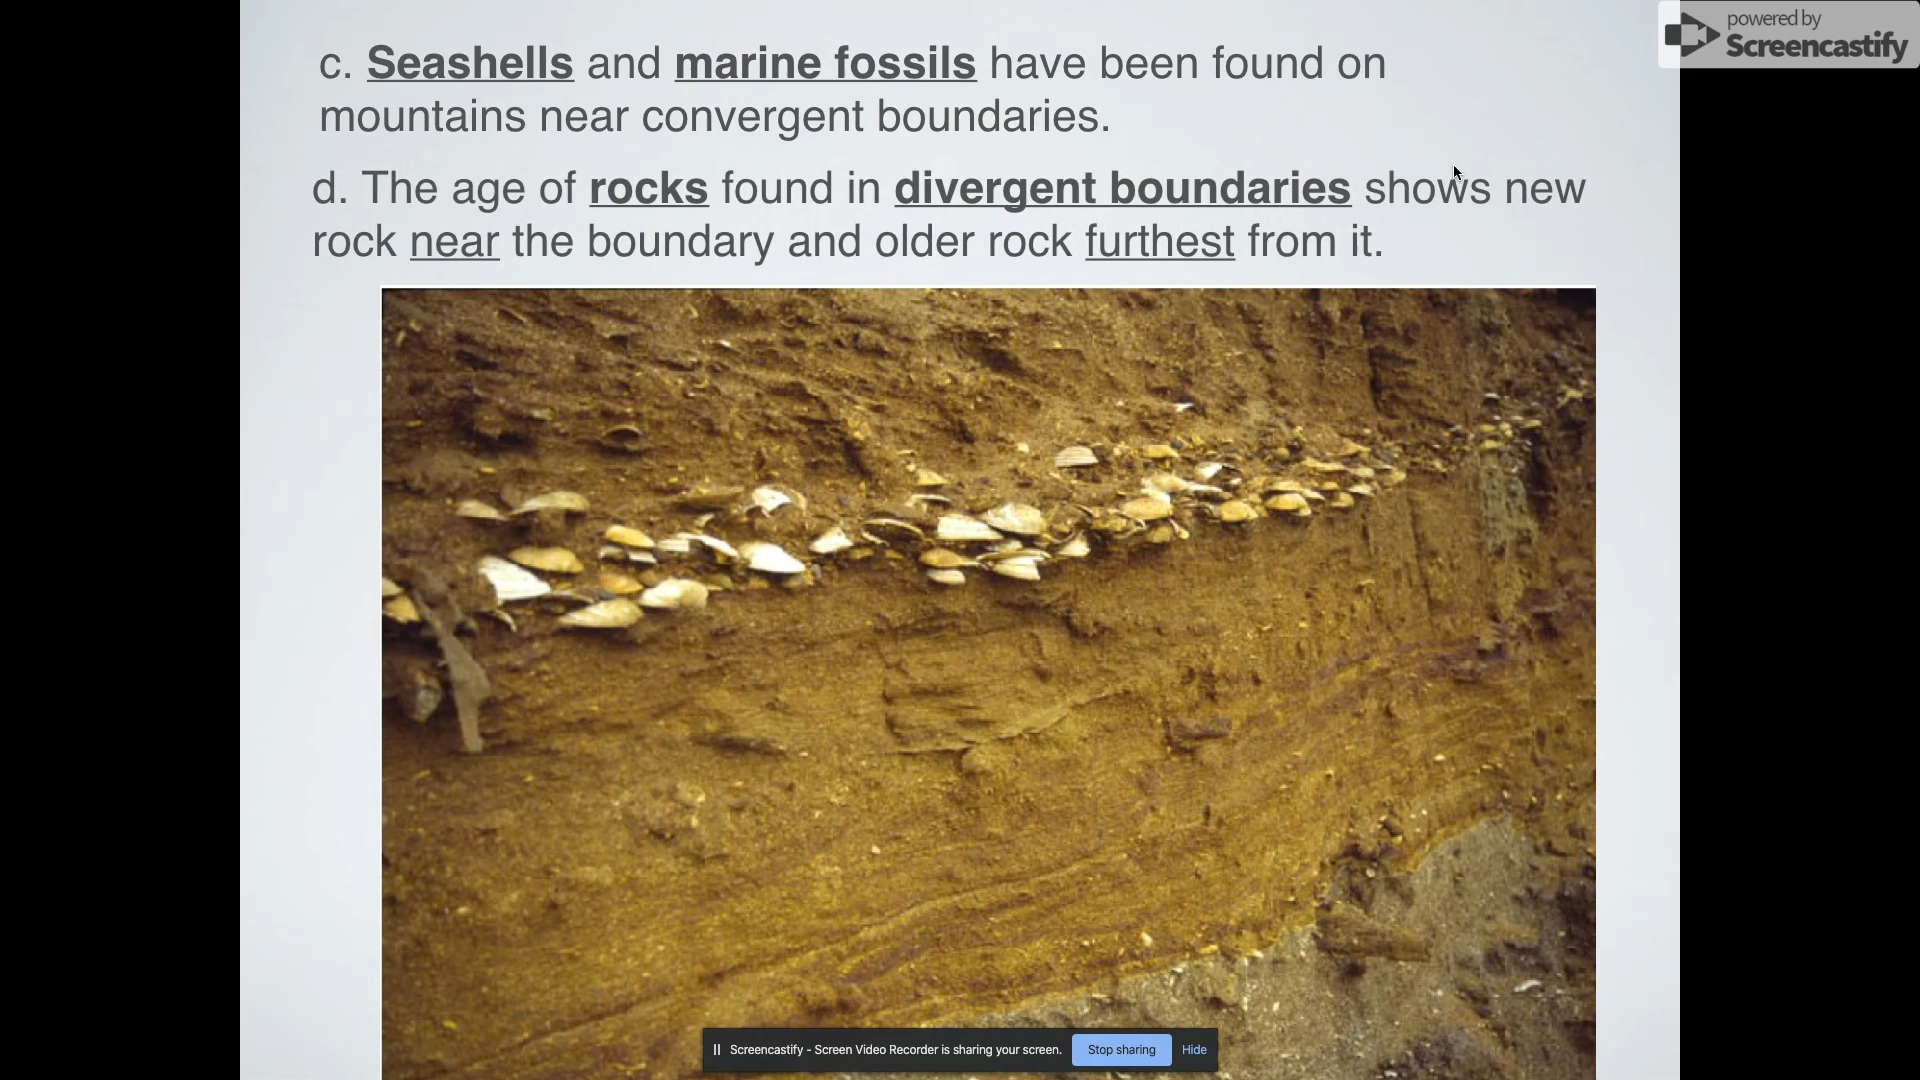 powered by
Screencastify
c. Seashells and marine fossils have been found on
mountains near convergent boundaries.
d. The age of rocks found in divergent boundaries shows new
rock near the boundary and older rock furthest from it.
Screencastify - Screen Video Recorder is sharing your screen.
Stop sharing
Hide